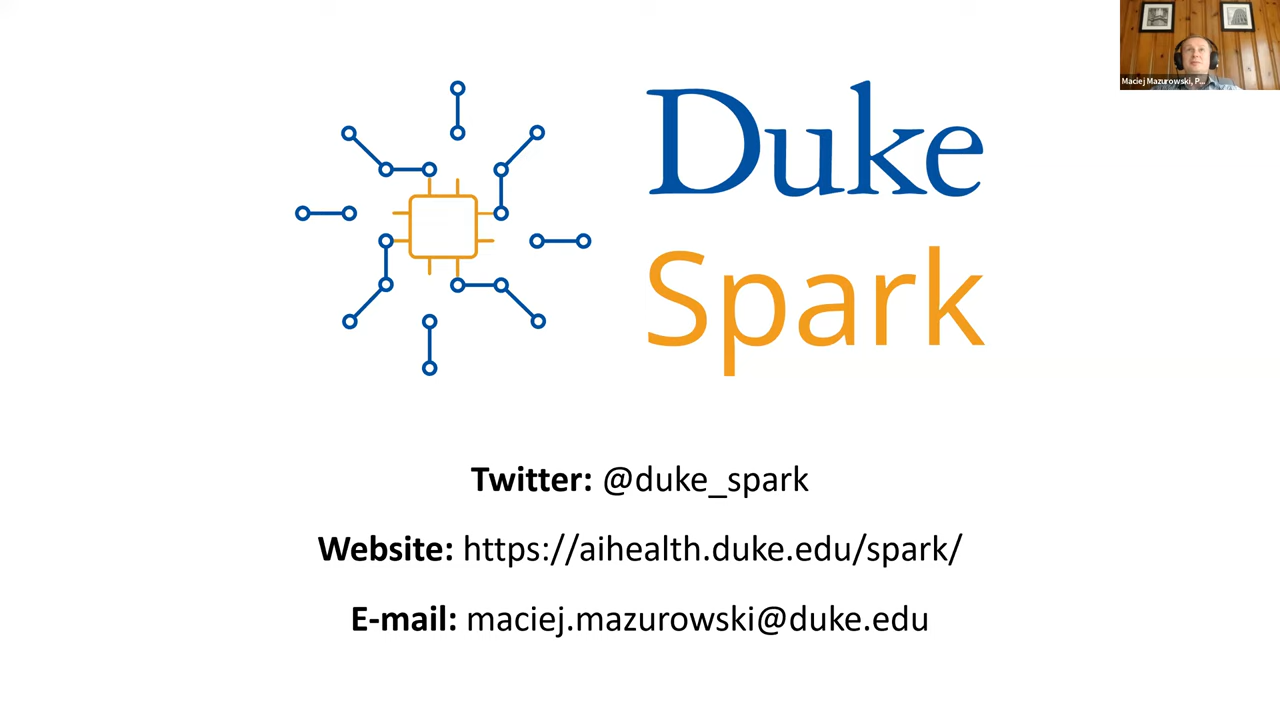 Maciej Mazurowski, P...
Duke
Spark
Twitter: @duke_spark
Website: https://aihealth.duke.edu/spark/
E-mail: maciej.mazurowski@duke.edu